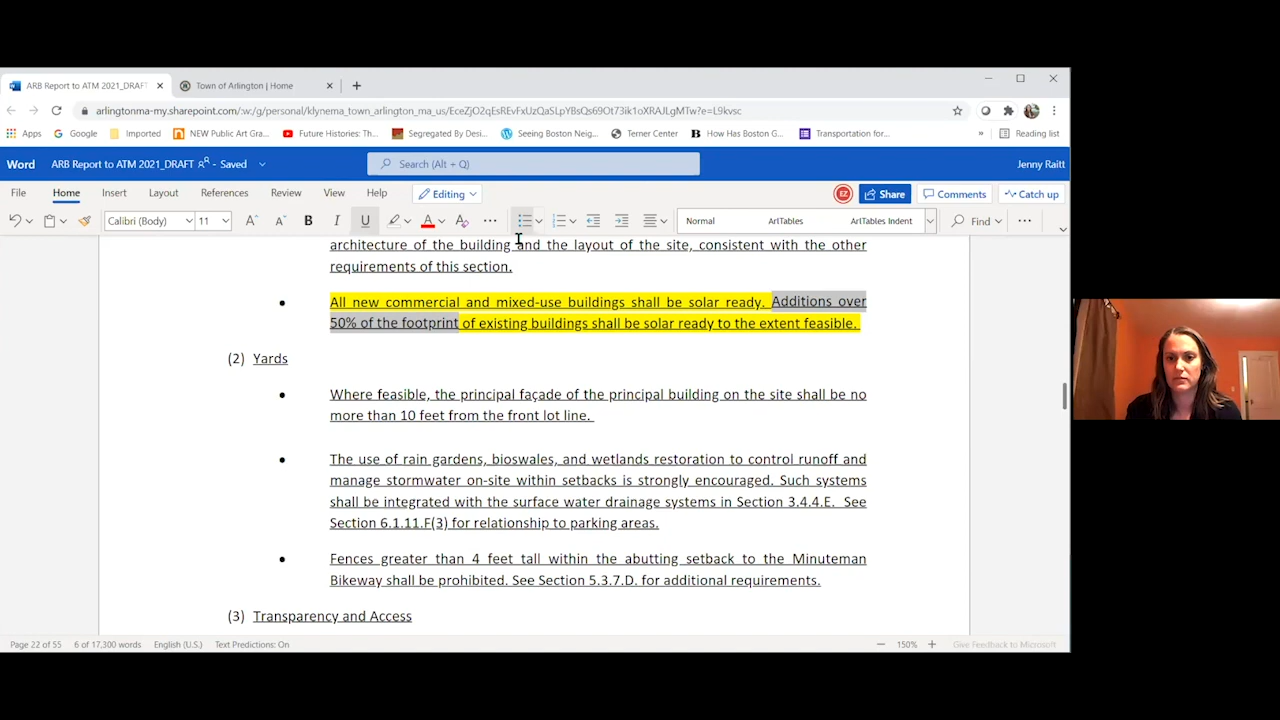 ARB Report to ATM 2021_DRAFT
Town of Arlington | Home
arlingtonma-my.sharepoint.com/:w:/g/personal/klynema_town_arlington_ma_us/EceZjO2qEsREvFxUzQaSLpYBsQs69Ot73ik1oXRAJLgMTw?e=L9kvsc
Apps Google Imported NEW Public Art Gra... Future Histories: Th... Segregated By Desi... Seeing Boston Neig... Terner Center How Has Boston G... Transportation for... » Reading list
Word ARB Report to ATM 2021_DRAFT - Saved Search (Alt + Q) Jenny Raitt
File Home Insert Layout References Review View Help Editing EZ Share Comments Catch up
Calibri (Body) 11 B I U A Normal ArtTables ArlTables Indent Find
architecture of the building and the layout of the site, consistent with the other
requirements of this section.
• All new commercial and mixed-use buildings shall be solar ready. Additions over
50% of the footprint of existing buildings shall be solar ready to the extent feasible.
(2) Yards
• Where feasible, the principal façade of the principal building on the site shall be no
more than 10 feet from the front lot line.
• The use of rain gardens, bioswales, and wetlands restoration to control runoff and
manage stormwater on-site within setbacks is strongly encouraged. Such systems
shall be integrated with the surface water drainage systems in Section 3.4.4.E. See
Section 6.1.11.F(3) for relationship to parking areas.
• Fences greater than 4 feet tall within the abutting setback to the Minuteman
Bikeway shall be prohibited. See Section 5.3.7.D. for additional requirements.
(3) Transparency and Access
Page 22 of 55 6 of 17,300 words English (U.S.) Text Predictions: On 150% Give Feedback to Microsoft